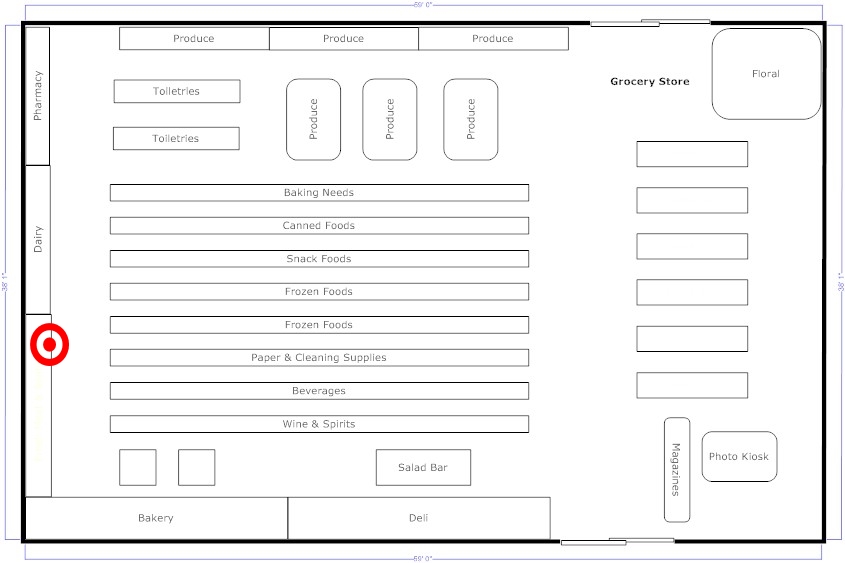 59' 0"
Produce
Produce
Produce
Grocery Store
Floral
Pharmacy
Toiletries
Toiletries
Produce
Produce
Produce
Dairy
Baking Needs
Canned Foods
Snack Foods
Frozen Foods
Frozen Foods
Paper & Cleaning Supplies
Beverages
Wine & Spirits
38' 1"
38' 1"
Salad Bar
Magazines
Photo Kiosk
Bakery
Deli
59' 0"